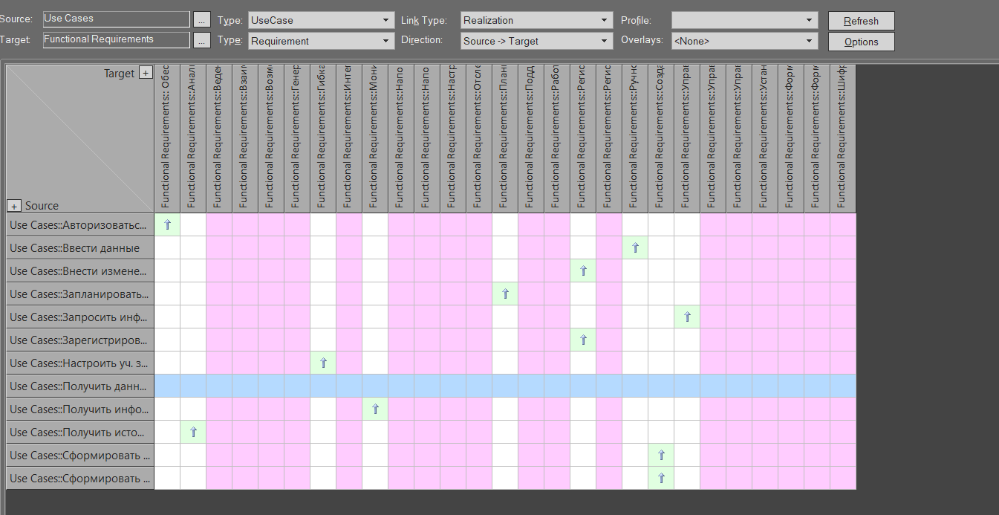 Source: Use Cases ... Type: UseCase Link Type: Realization Profile: Refresh
Target: Functional Requirements ... Type: Requirement Direction: Source -> Target Overlays: <None> Options
Target +
+ Source
Functional Requirements:: Обес
Functional Requirements::Анал
Functional Requirements::Веден
Functional Requirements::Взаим
Functional Requirements::Возм
Functional Requirements::Генер
Functional Requirements::Гибка
Functional Requirements::Интег
Functional Requirements::Мони
Functional Requirements::Напо
Functional Requirements::Напо
Functional Requirements::Настр
Functional Requirements::Отсле
Functional Requirements::Плани
Functional Requirements::Подд
Functional Requirements::Работ
Functional Requirements::Регис
Functional Requirements::Регис
Functional Requirements::Ручно
Functional Requirements::Созда
Functional Requirements::Управ
Functional Requirements::Управ
Functional Requirements::Управ
Functional Requirements::Устан
Functional Requirements::Форм
Functional Requirements::Форм
Functional Requirements::Шифр
Use Cases::Авторизоватьс...
Use Cases::Ввести данные
Use Cases::Внести измене...
Use Cases::Запланировать...
Use Cases::Запросить инф...
Use Cases::Зарегистриров...
Use Cases::Настроить уч. з...
Use Cases::Получить данн...
Use Cases::Получить инфо...
Use Cases::Получить исто...
Use Cases::Сформировать ...
Use Cases::Сформировать ...